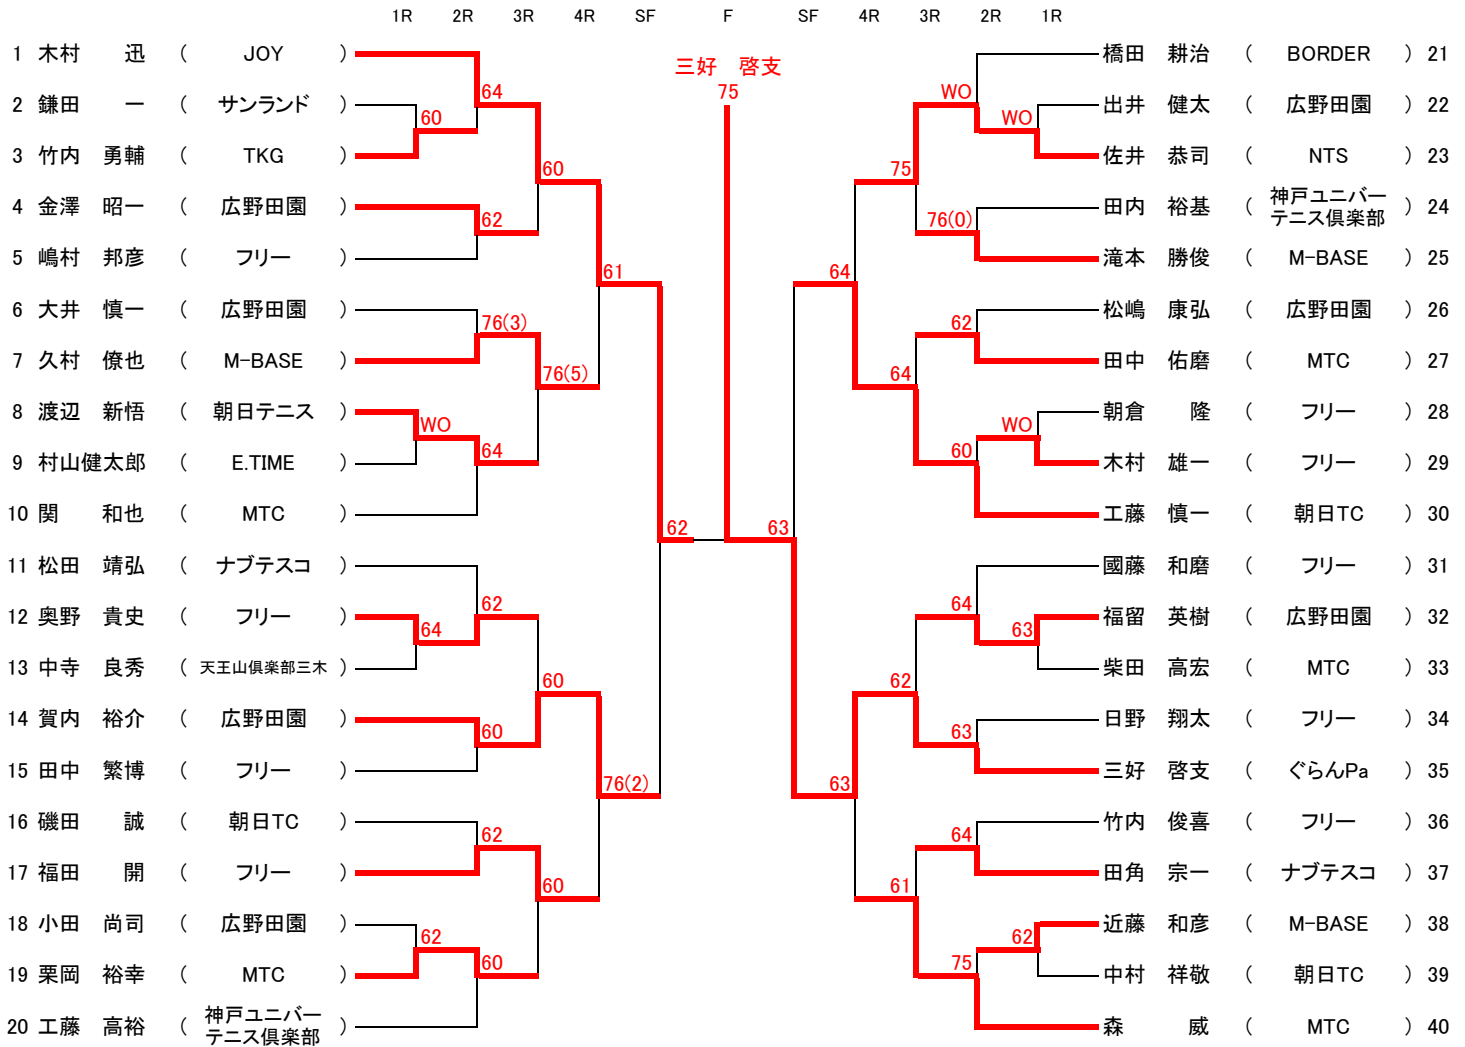 1R 2R 3R 4R SF F SF 4R 3R 2R 1R
三好 啓支
75
1 木村 迅 ( JOY )
64
2 鎌田 一 ( サンランド )
60
3 竹内 勇輔 ( TKG )
60
4 金澤 昭一 ( 広野田園 )
62
5 嶋村 邦彦 ( フリー )
61
6 大井 慎一 ( 広野田園 )
76(3)
7 久村 僚也 ( M-BASE )
76(5)
8 渡辺 新悟 ( 朝日テニス )
WO
9 村山健太郎 ( E.TIME )
64
10 関 和也 ( MTC )
62
11 松田 靖弘 ( ナブテスコ )
62
12 奥野 貴史 ( フリー )
64
13 中寺 良秀 ( 天王山倶楽部三木 )
60
14 賀内 裕介 ( 広野田園 )
60
15 田中 繁博 ( フリー )
76(2)
16 磯田 誠 ( 朝日TC )
62
17 福田 開 ( フリー )
60
18 小田 尚司 ( 広野田園 )
62
19 栗岡 裕幸 ( MTC )
60
20 工藤 高裕 ( 神戸ユニバー
テニス倶楽部 )
橋田 耕治 ( BORDER ) 21
WO
出井 健太 ( 広野田園 ) 22
WO
佐井 恭司 ( NTS ) 23
75
田内 裕基 ( 神戸ユニバー
テニス倶楽部 ) 24
76(0)
滝本 勝俊 ( M-BASE ) 25
64
松嶋 康弘 ( 広野田園 ) 26
62
田中 佑磨 ( MTC ) 27
64
朝倉 隆 ( フリー ) 28
WO
木村 雄一 ( フリー ) 29
60
工藤 慎一 ( 朝日TC ) 30
63
國藤 和磨 ( フリー ) 31
64
福留 英樹 ( 広野田園 ) 32
63
柴田 高宏 ( MTC ) 33
62
日野 翔太 ( フリー ) 34
63
三好 啓支 ( ぐらんPa ) 35
63
竹内 俊喜 ( フリー ) 36
64
田角 宗一 ( ナブテスコ ) 37
61
近藤 和彦 ( M-BASE ) 38
62
中村 祥敬 ( 朝日TC ) 39
75
森 威 ( MTC ) 40